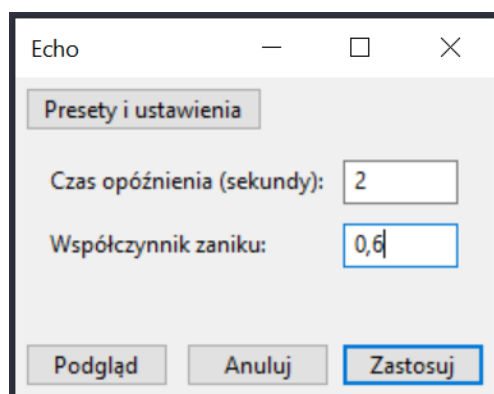 Echo
Presety i ustawienia
Czas opóźnienia (sekundy): 2
Współczynnik zaniku: 0,6
Podgląd Anuluj Zastosuj